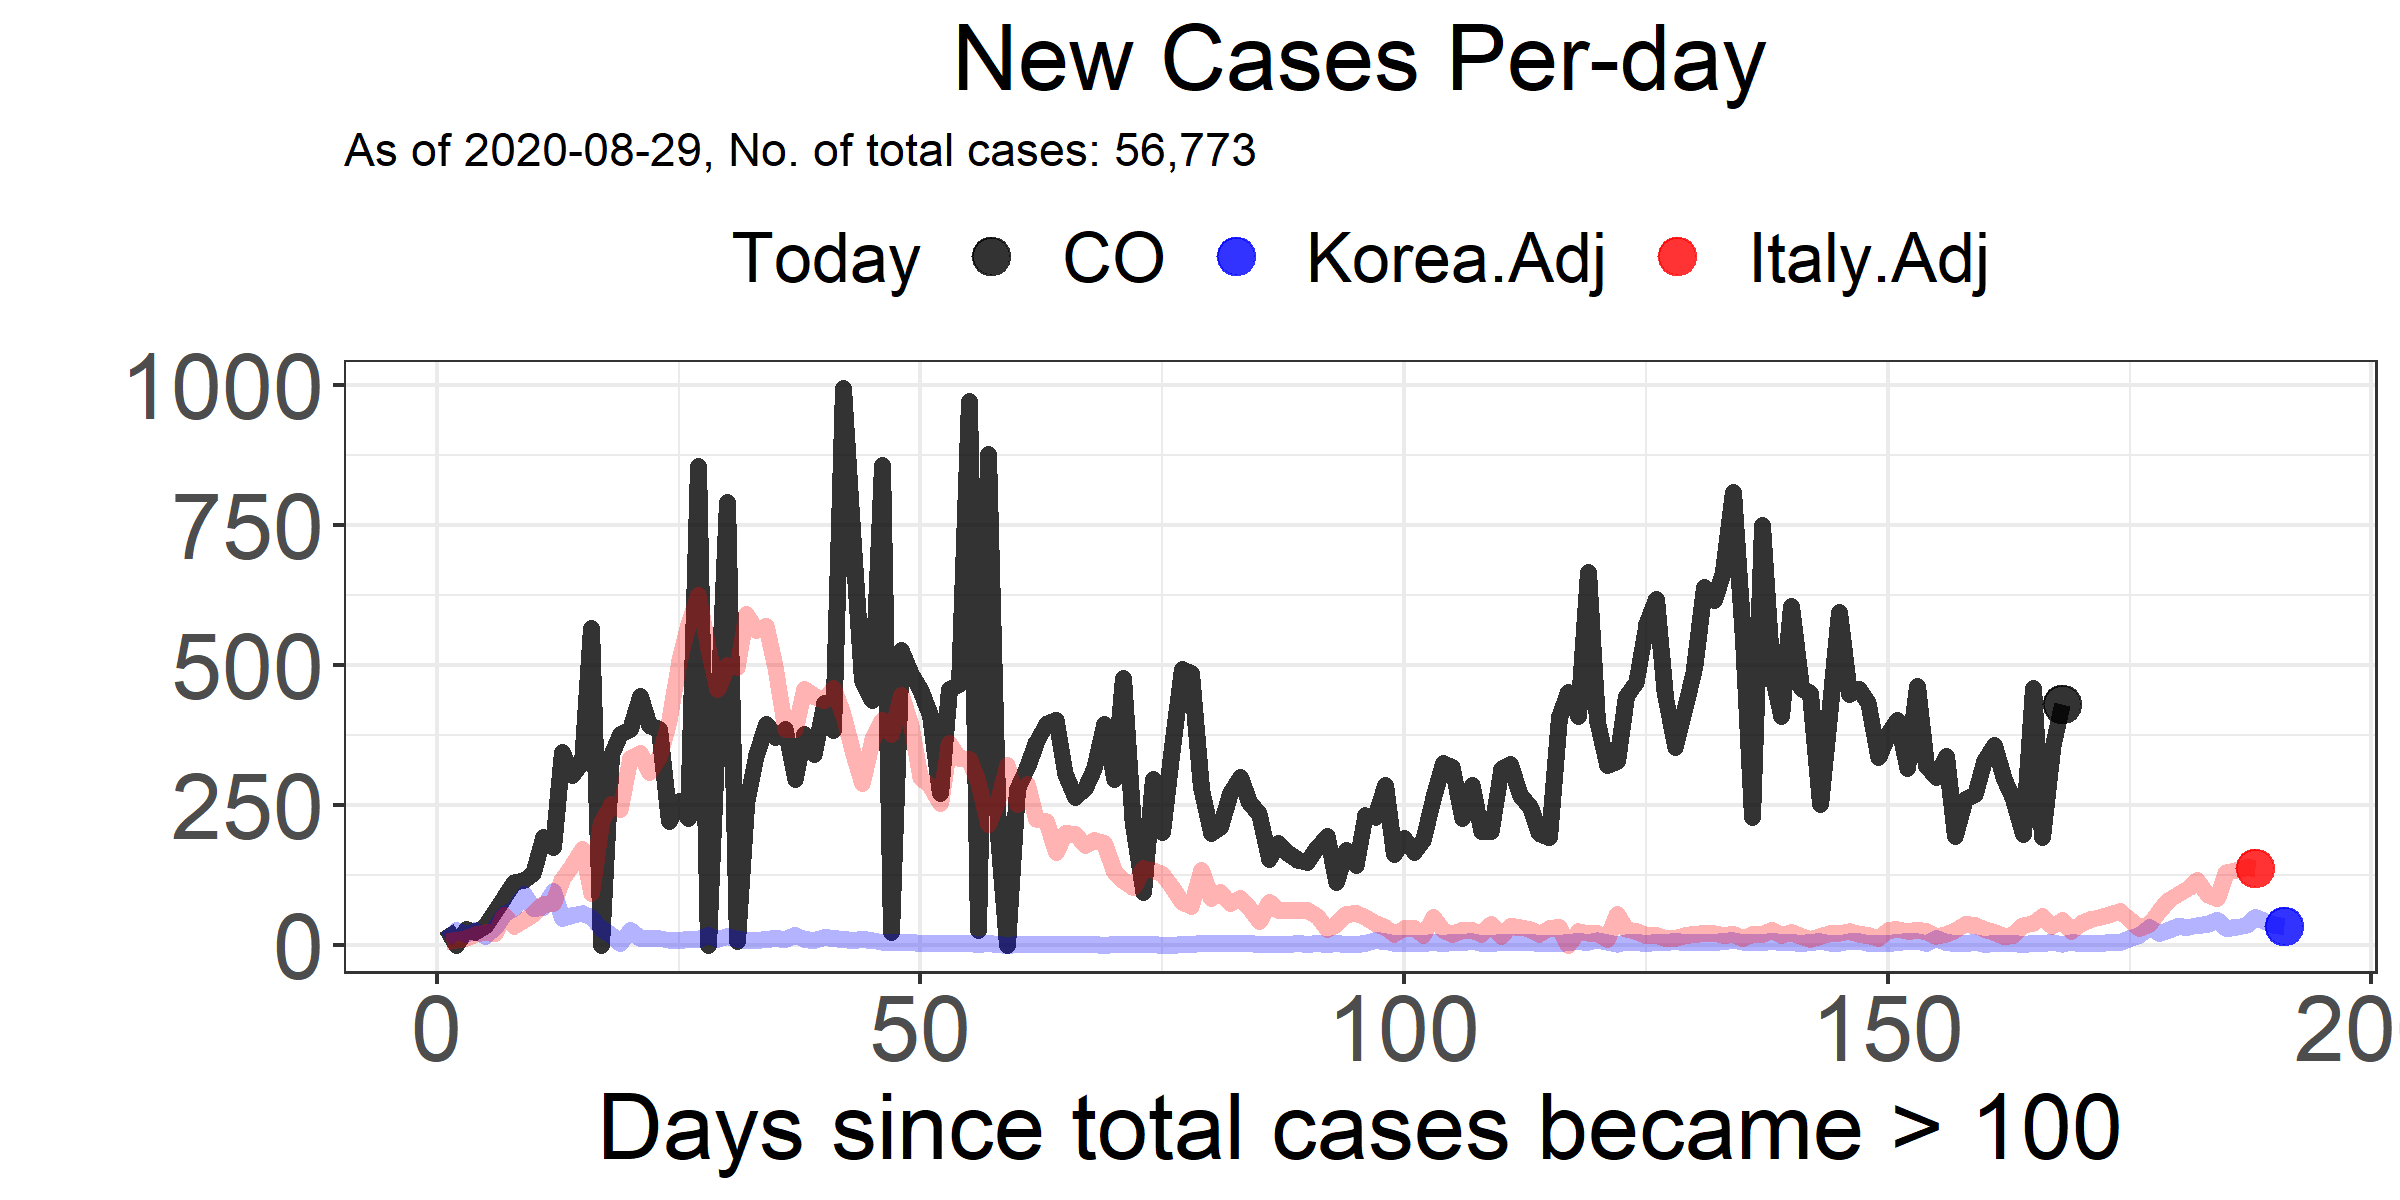 New Cases Per-day
As of 2020-08-29, No. of total cases: 56,773
Today CO Korea.Adj Italy.Adj
1000
750
500
250
0
0 50 100 150 20
Days since total cases became > 100